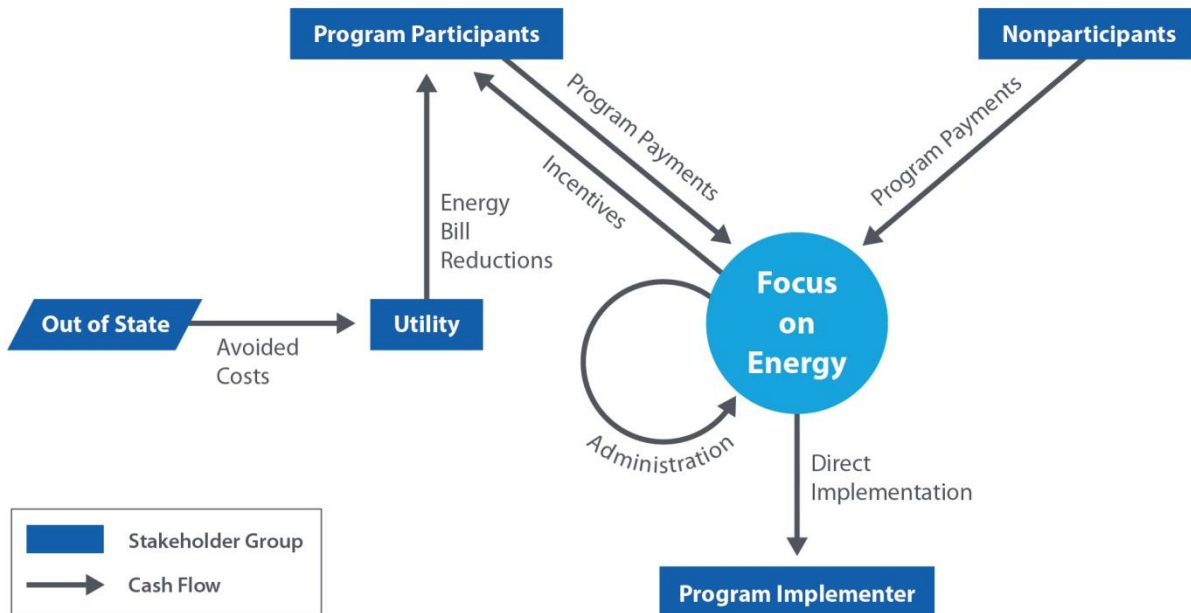 Program Participants
Nonparticipants
Program Payments
Incentives
Program Payments
Energy
Bill
Reductions
Focus
on
Energy
Out of State
Utility
Avoided
Costs
Administration
Direct
Implementation
Stakeholder Group
Cash Flow
Program Implementer